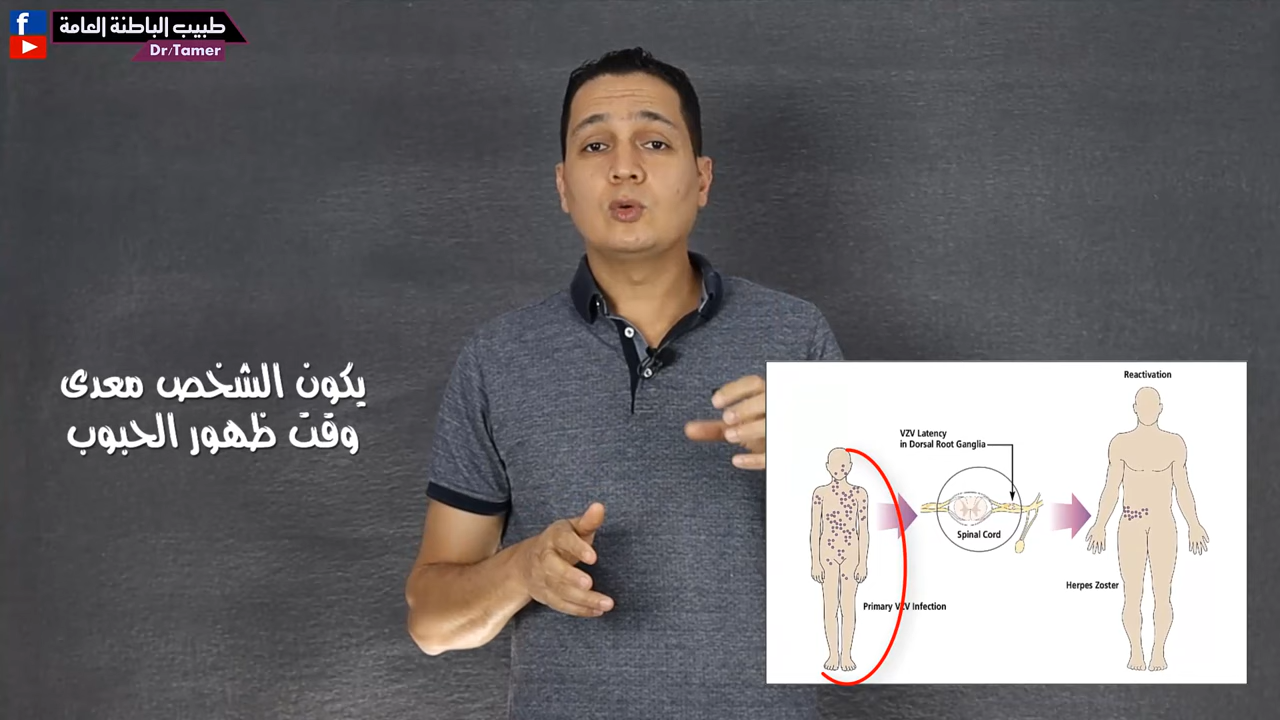 طبيب الباطنة العامة
Dr/Tamer
يكون الشخص معدى
وقت ظهور الحبوب
Reactivation
VZV Latency
in Dorsal Root Ganglia
Spinal Cord
Herpes Zoster
Primary VZV Infection